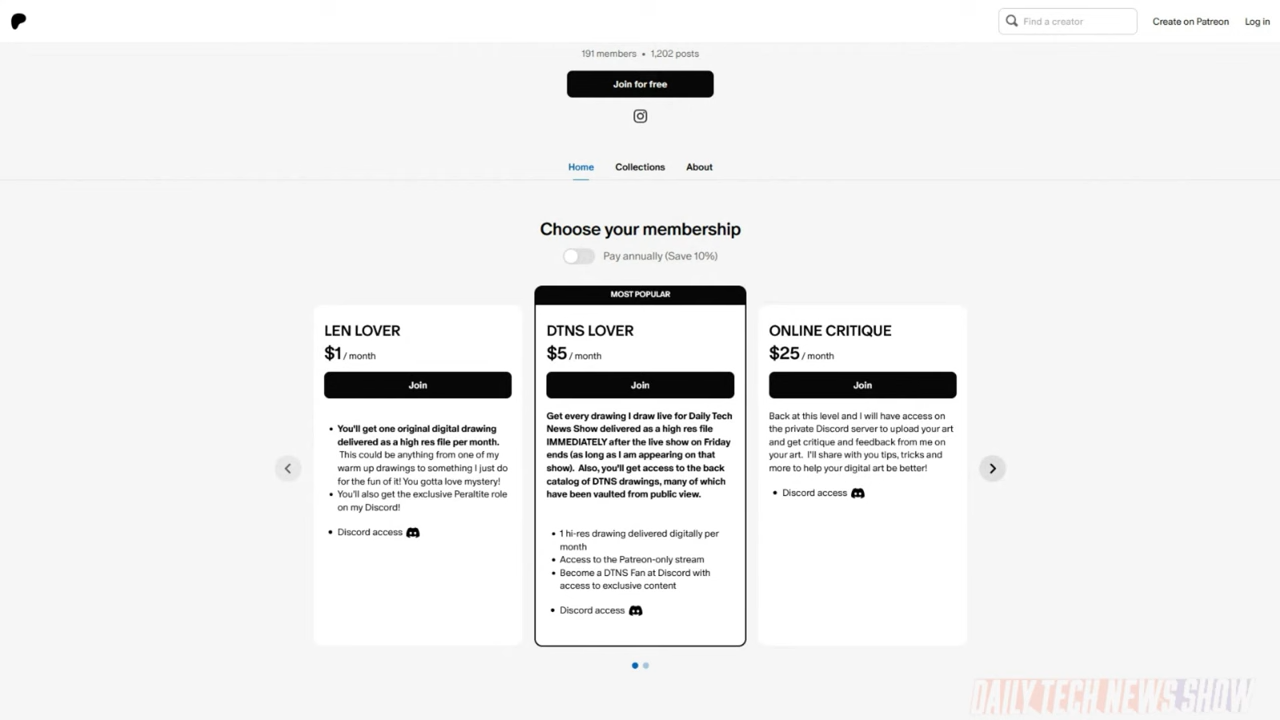 Find a creator
Create on Patreon
Log in
191 members • 1,202 posts
Join for free
Home
Collections
About
Choose your membership
Pay annually (Save 10%)
LEN LOVER
$1 / month
Join
• You'll get one original digital drawing
delivered as a high res file per month.
This could be anything from one of my
warm up drawings to something I just do
for the fun of it! You gotta love mystery!
• You'll also get the exclusive Peraltite role
on my Discord!
• Discord access
MOST POPULAR
DTNS LOVER
$5 / month
Join
Get every drawing I draw live for Daily Tech
News Show delivered as a high res file
IMMEDIATELY after the live show on Friday
ends (as long as I am appearing on that
show). Also, you'll get access to the back
catalog of DTNS drawings, many of which
have been vaulted from public view.
• 1 hi-res drawing delivered digitally per
month
• Access to the Patreon-only stream
• Become a DTNS Fan at Discord with
access to exclusive content
• Discord access
ONLINE CRITIQUE
$25 / month
Join
Back at this level and I will have access on
the private Discord server to upload your art
and get critique and feedback from me on
your art. I'll share with you tips, tricks and
more to help your digital art be better!
• Discord access
DAILY TECH NEWS SHOW